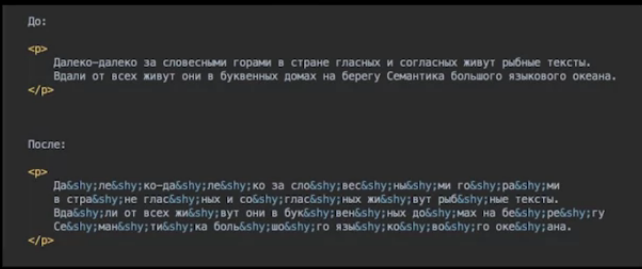 До:
<p>
Далеко-далеко за словесными горами в стране гласных и согласных живут рыбные тексты.
Вдали от всех живут они в буквенных домах на берегу Семантика большого языкового океана.
</p>
После:
<p>
Да&shy;ле&shy;ко-да&shy;ле&shy;ко за сло&shy;вес&shy;ны&shy;ми го&shy;ра&shy;ми
в стра&shy;не глас&shy;ных и со&shy;глас&shy;ных жи&shy;вут рыб&shy;ные тексты.
Вда&shy;ли от всех жи&shy;вут они в бук&shy;вен&shy;ных до&shy;мах на бе&shy;ре&shy;гу
Се&shy;ман&shy;ти&shy;ка боль&shy;шо&shy;го язы&shy;ко&shy;во&shy;го оке&shy;ана.
</p>